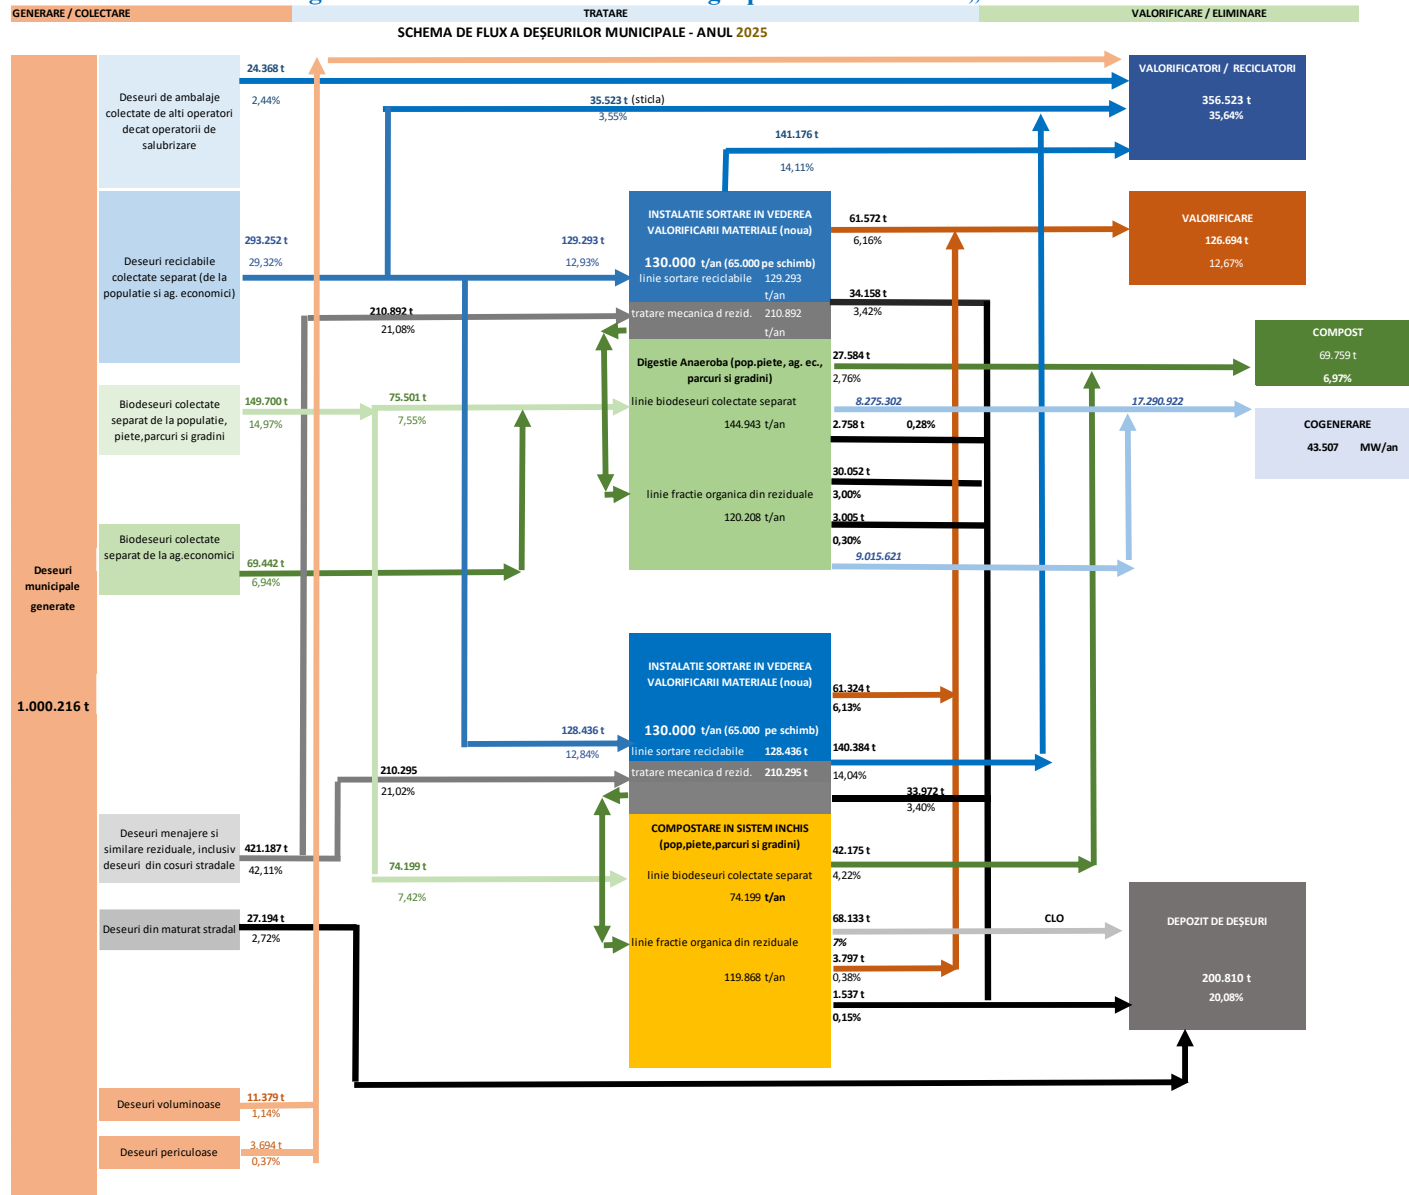 GENERARE / COLECTARE
TRATARE
VALORIFICARE / ELIMINARE
SCHEMA DE FLUX A DEȘEURILOR MUNICIPALE - ANUL 2025
Deseuri
municipale
generate
1.000.216 t
Deseuri de ambalaje
colectate de alti operatori
decat operatorii de
salubrizare
24.368 t
2,44%
35.523 t (sticla)
3,55%
141.176 t
14,11%
VALORIFICATORI / RECICLATORI
356.523 t
35,64%
Deseuri reciclabile
colectate separat (de la
populatie si ag. economici)
293.252 t
29,32%
129.293 t
12,93%
210.892 t
21,08%
INSTALATIE SORTARE IN VEDEREA
VALORIFICARII MATERIALE (noua)
130.000 t/an (65.000 pe schimb)
linie sortare reciclabile 129.293
t/an
tratare mecanica d rezid. 210.892
t/an
61.572 t
6,16%
34.158 t
3,42%
VALORIFICARE
126.694 t
12,67%
Digestie Anaeroba (pop.piete, ag. ec.,
parcuri si gradini)
linie biodeseuri colectate separat
144.943 t/an
linie fractie organica din reziduale
120.208 t/an
27.584 t
2,76%
8.275.302
17.290.922
2.758 t 0,28%
30.052 t
3,00%
3.005 t
0,30%
9.015.621
COMPOST
69.759 t
6,97%
COGENERARE
43.507 MW/an
Biodeseuri colectate
separat de la populatie,
piete,parcuri si gradini
149.700 t
14,97%
75.501 t
7,55%
Biodeseuri colectate
separat de la ag.economici
69.442 t
6,94%
INSTALATIE SORTARE IN VEDEREA
VALORIFICARII MATERIALE (noua)
130.000 t/an (65.000 pe schimb)
linie sortare reciclabile 128.436 t
tratare mecanica d rezid. 210.295 t
128.436 t
12,84%
210.295
21,02%
61.324 t
6,13%
140.384 t
14,04%
33.972 t
3,40%
Deseuri menajere si
similare reziduale, inclusiv
deseuri din cosuri stradale
421.187 t
42,11%
74.199 t
7,42%
COMPOSTARE IN SISTEM INCHIS
(pop,piete,parcuri si gradini)
linie biodeseuri colectate separat
74.199 t/an
linie fractie organica din reziduale
119.868 t/an
42.175 t
4,22%
68.133 t
7%
CLO
3.797 t
0,38%
1.537 t
0,15%
DEPOZIT DE DEȘEURI
200.810 t
20,08%
Deseuri din maturat stradal
27.194 t
2,72%
Deseuri voluminoase
11.379 t
1,14%
Deseuri periculoase
3.694 t
0,37%